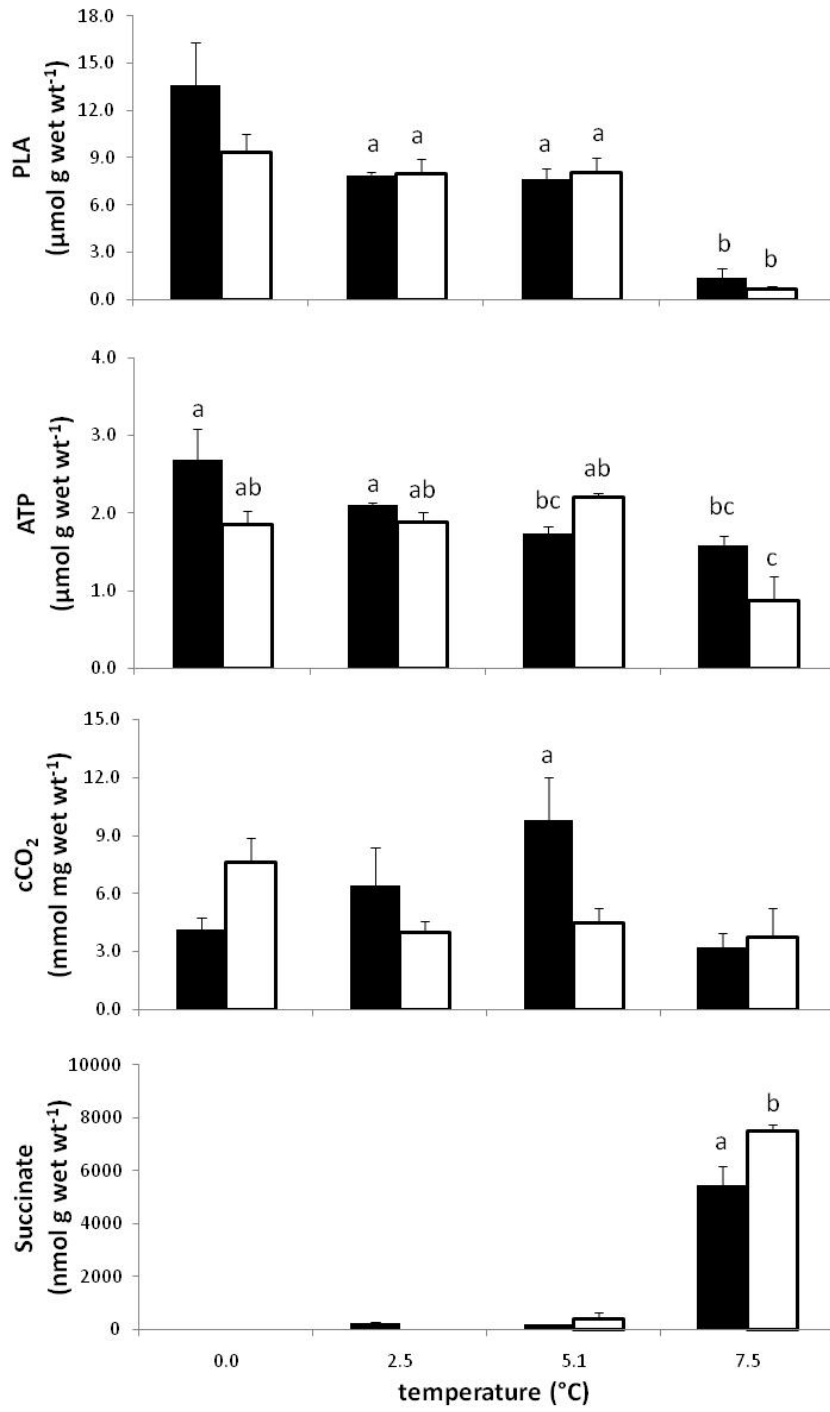 18.0
15.0
12.0
9.0
6.0
3.0
0.0
PLA
(µmol g wet wt-1)
a a a a b b
4.0
3.0
2.0
1.0
0.0
ATP
(µmol g wet wt-1)
a ab a ab bc ab bc c
15.0
12.0
9.0
6.0
3.0
0.0
cCO2
(mmol mg wet wt-1)
a
10000
8000
6000
4000
2000
0
Succinate
(nmol g wet wt-1)
a b
0.0 2.5 5.1 7.5
temperature (°C)